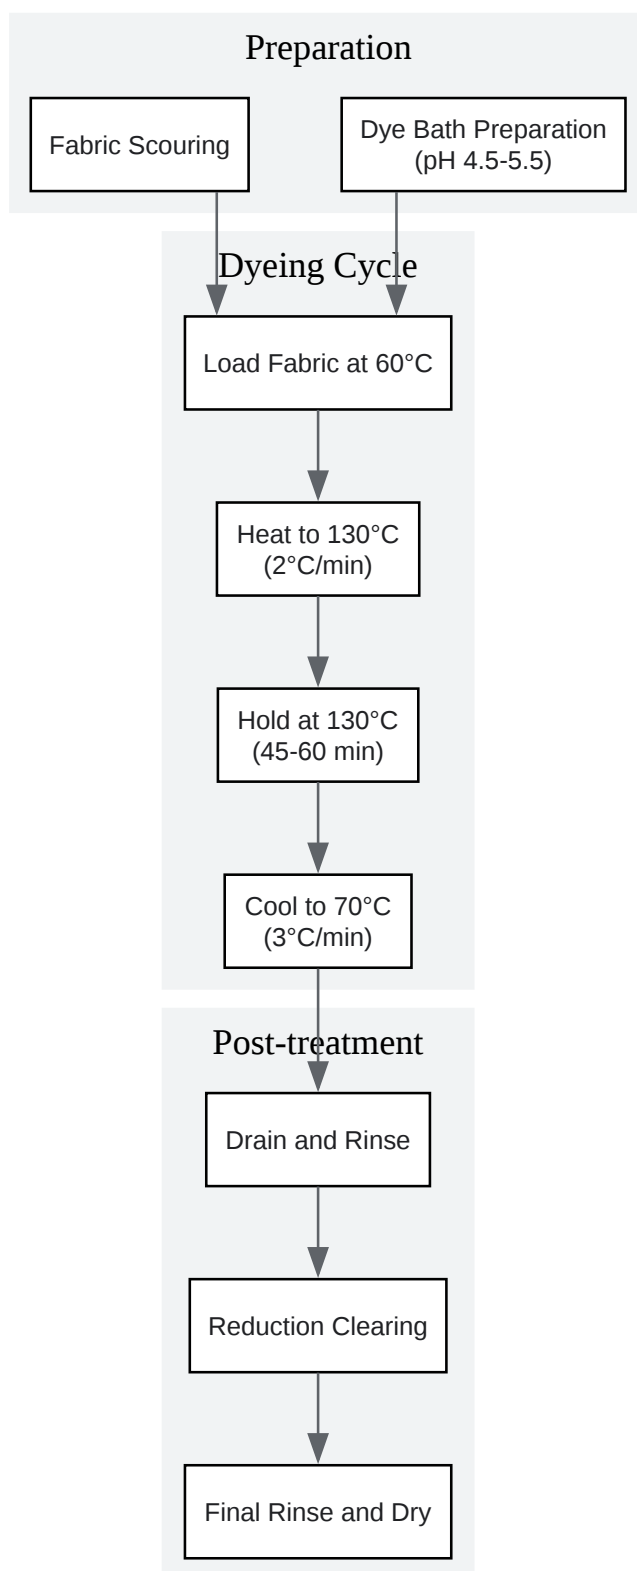 Preparation
Fabric Scouring
Dye Bath Preparation
(pH 4.5-5.5)
Dyeing Cycle
Load Fabric at 60°C
Heat to 130°C
(2°C/min)
Hold at 130°C
(45-60 min)
Cool to 70°C
(3°C/min)
Post-treatment
Drain and Rinse
Reduction Clearing
Final Rinse and Dry